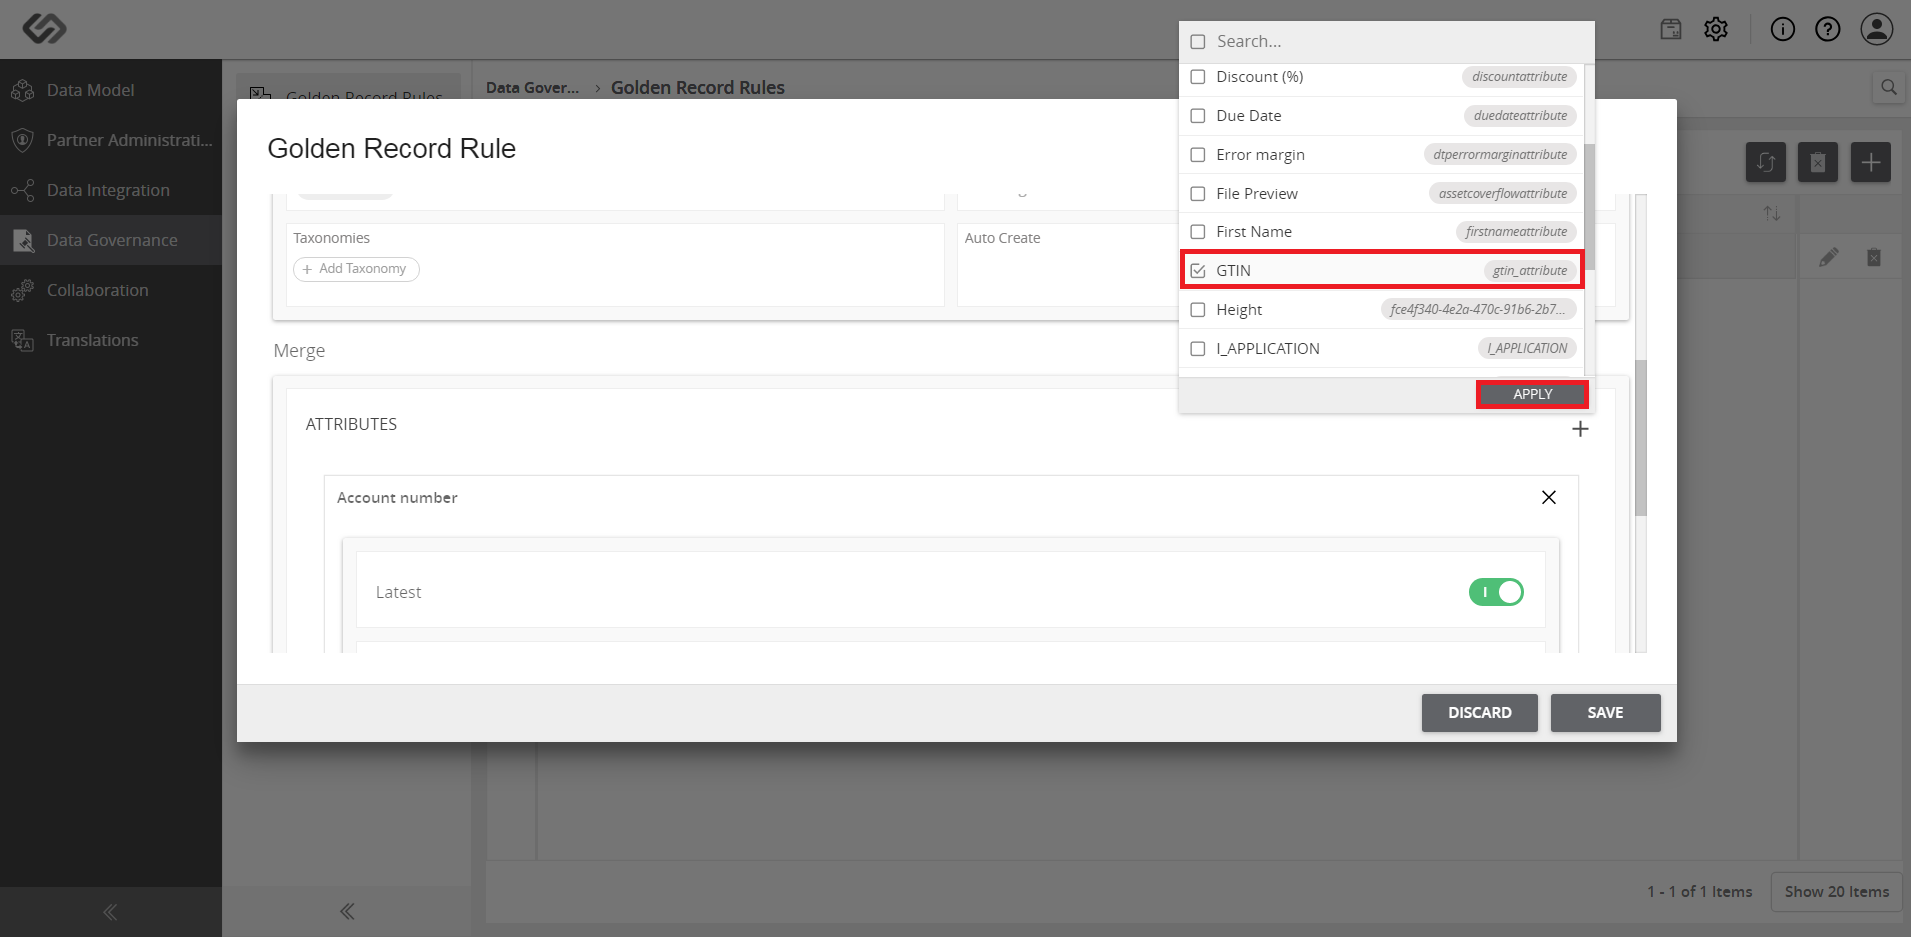 Search...
Data Model
Golden Record Rules
Data Gover... › Golden Record Rules
Discount (%) discountattribute
Due Date duedateattribute
Partner Administrati...
Golden Record Rule
Error margin dtperrormarginattribute
Data Integration
File Preview assetcoverflowattribute
First Name firstnameattribute
Data Governance
Taxonomies
Auto Create
+ Add Taxonomy
GTIN gtin_attribute
Collaboration
Height fce4f340-4e2a-470c-91b6-2b7...
Translations
Merge
I_APPLICATION I_APPLICATION
APPLY
ATTRIBUTES
Account number
Latest
DISCARD
SAVE
1 - 1 of 1 Items
Show 20 Items